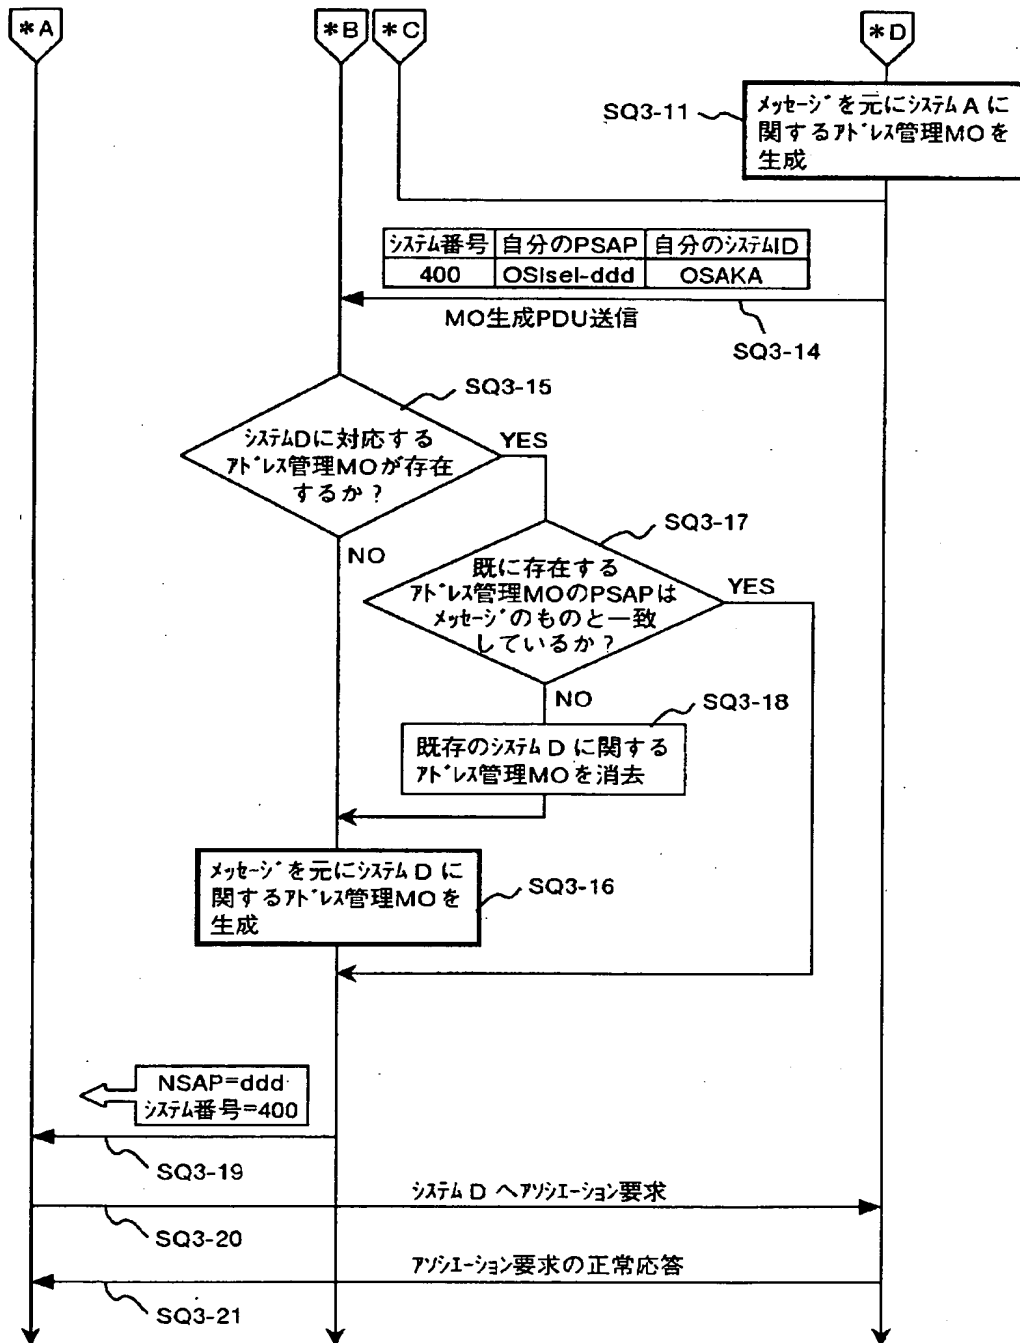 *A
*B
*C
*D
SQ3-11
メッセージを元にシステムAに
関するアドレス管理MOを
生成
システム番号 自分のPSAP 自分のシステムID
400 OSIsel-ddd OSAKA
MO生成PDU送信
SQ3-14
SQ3-15
システムDに対応する
アドレス管理MOが存在
するか?
YES
NO
SQ3-17
既に存在する
アドレス管理MOのPSAPは
メッセージのものと一致
しているか?
YES
NO
SQ3-18
既存のシステムDに関する
アドレス管理MOを消去
メッセージを元にシステムDに
関するアドレス管理MOを
生成
SQ3-16
NSAP=ddd
システム番号=400
SQ3-19
システムDへアソシエーション要求
SQ3-20
アソシエーション要求の正常応答
SQ3-21